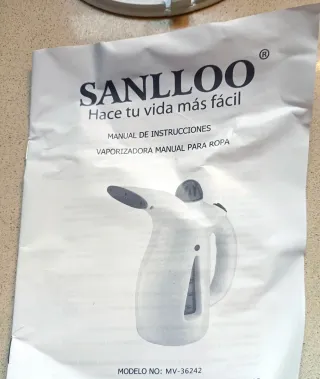 SANLLOO®
Hace tu vida más fácil
MANUAL DE INSTRUCCIONES
VAPORIZADORA MANUAL PARA ROPA
MODELO NO: MV-36242